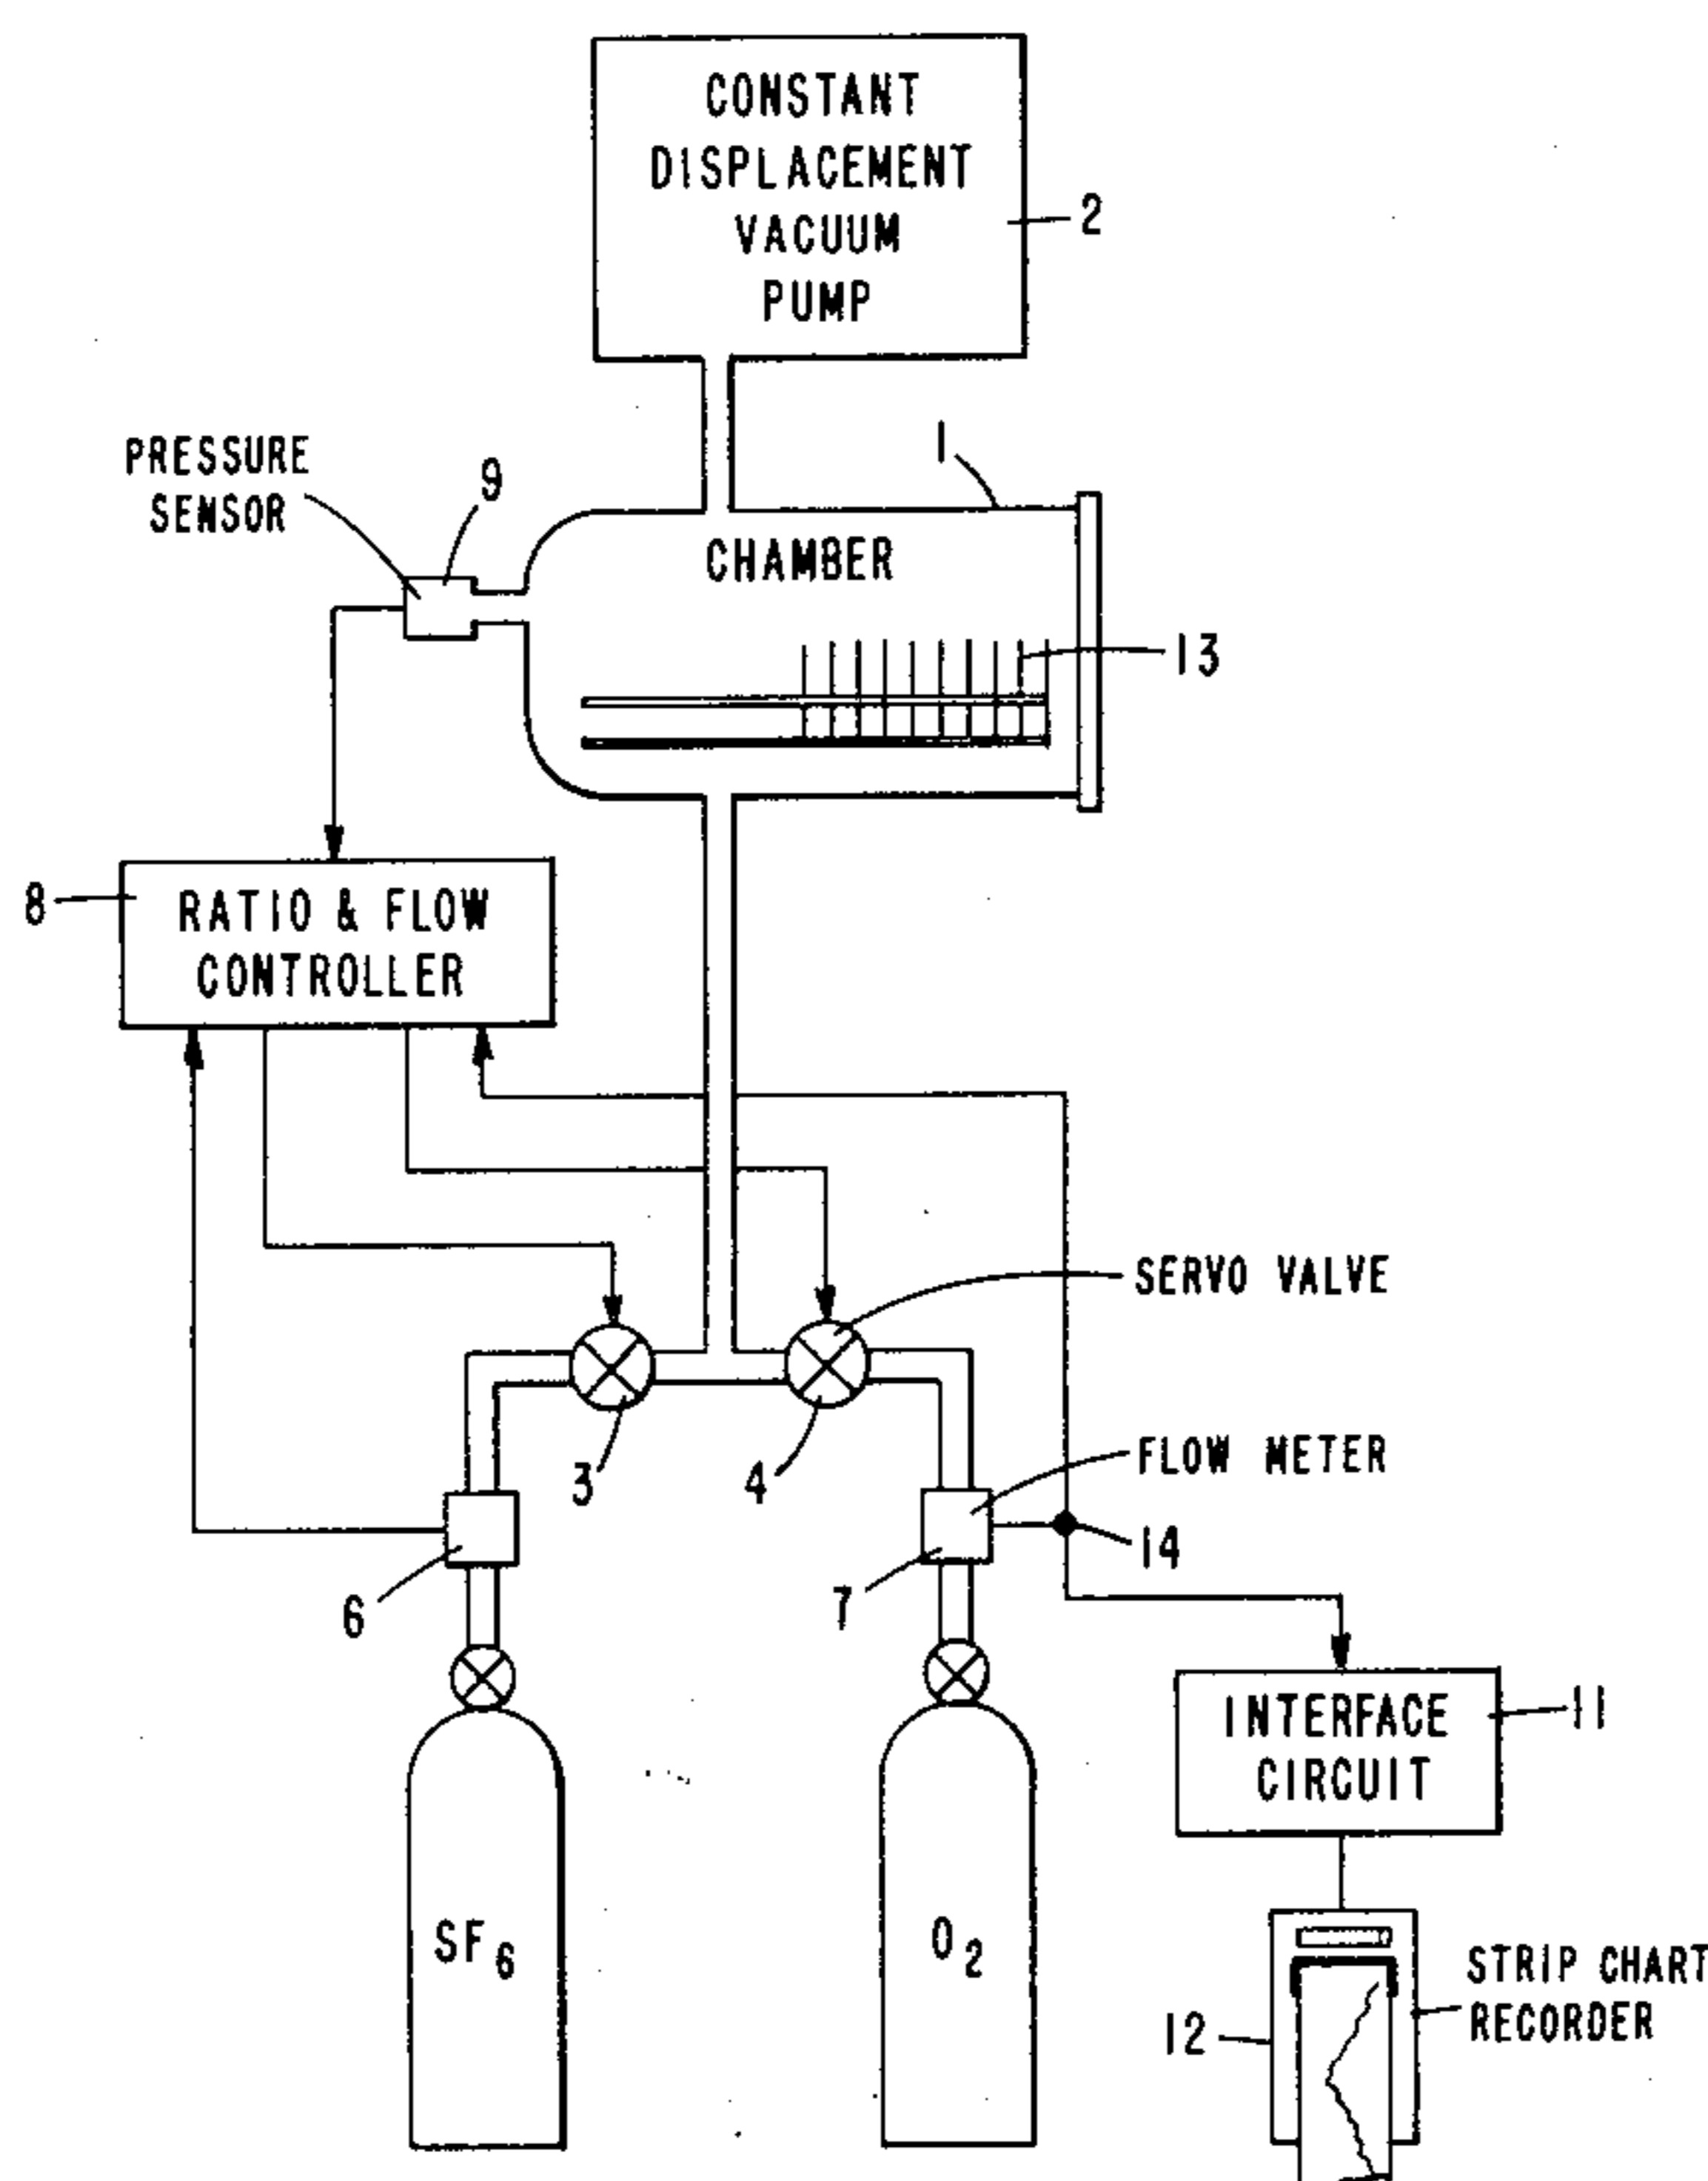 CONSTANT
DISPLACEMENT
VACUUM
PUMP
2
PRESSURE
SENSOR
9
1
CHAMBER
13
8
RATIO & FLOW
CONTROLLER
SERVO VALVE
3
4
FLOW METER
14
6
7
INTERFACE
CIRCUIT
11
SF6
O2
STRIP CHART
RECORDER
12